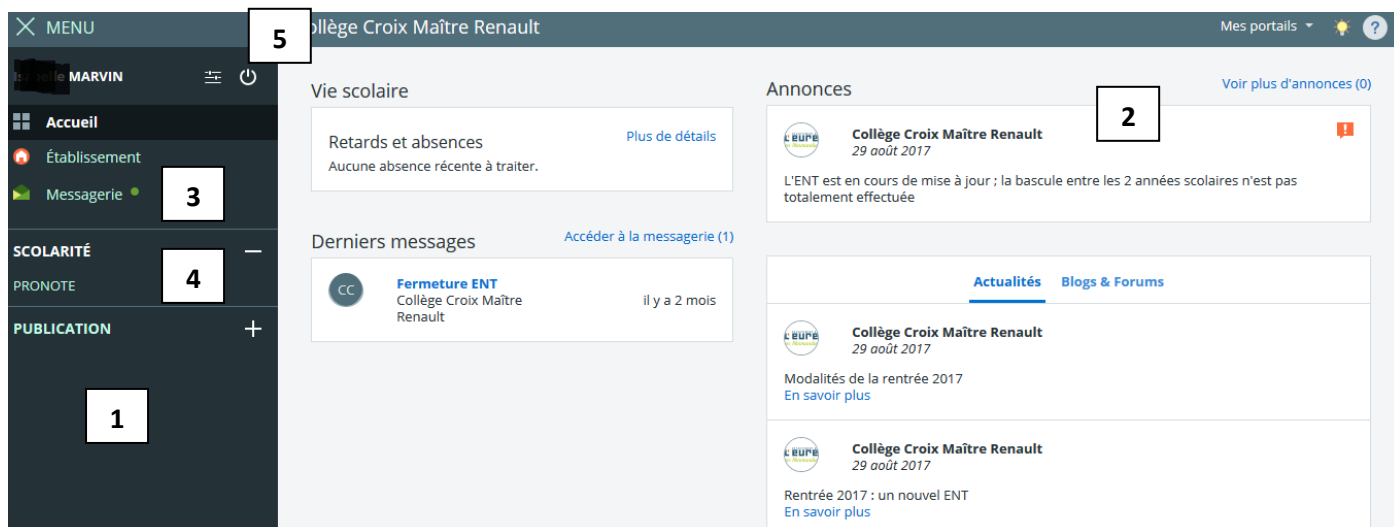 MENU
5
ollège Croix Maître Renault
Mes portails
?
MARVIN
Accueil
Établissement
Messagerie
3
SCOLARITÉ
4
PRONOTE
PUBLICATION
1
Vie scolaire
Retards et absences
Plus de détails
Aucune absence récente à traiter.
Derniers messages
Accéder à la messagerie (1)
CC
Fermeture ENT
Collège Croix Maître
Renault
il y a 2 mois
Annonces
Voir plus d'annonces (0)
2
L'EURE
Collège Croix Maître Renault
29 août 2017
L'ENT est en cours de mise à jour ; la bascule entre les 2 années scolaires n'est pas
totalement effectuée
Actualités
Blogs & Forums
L'EURE
Collège Croix Maître Renault
29 août 2017
Modalités de la rentrée 2017
En savoir plus
L'EURE
Collège Croix Maître Renault
29 août 2017
Rentrée 2017 : un nouvel ENT
En savoir plus